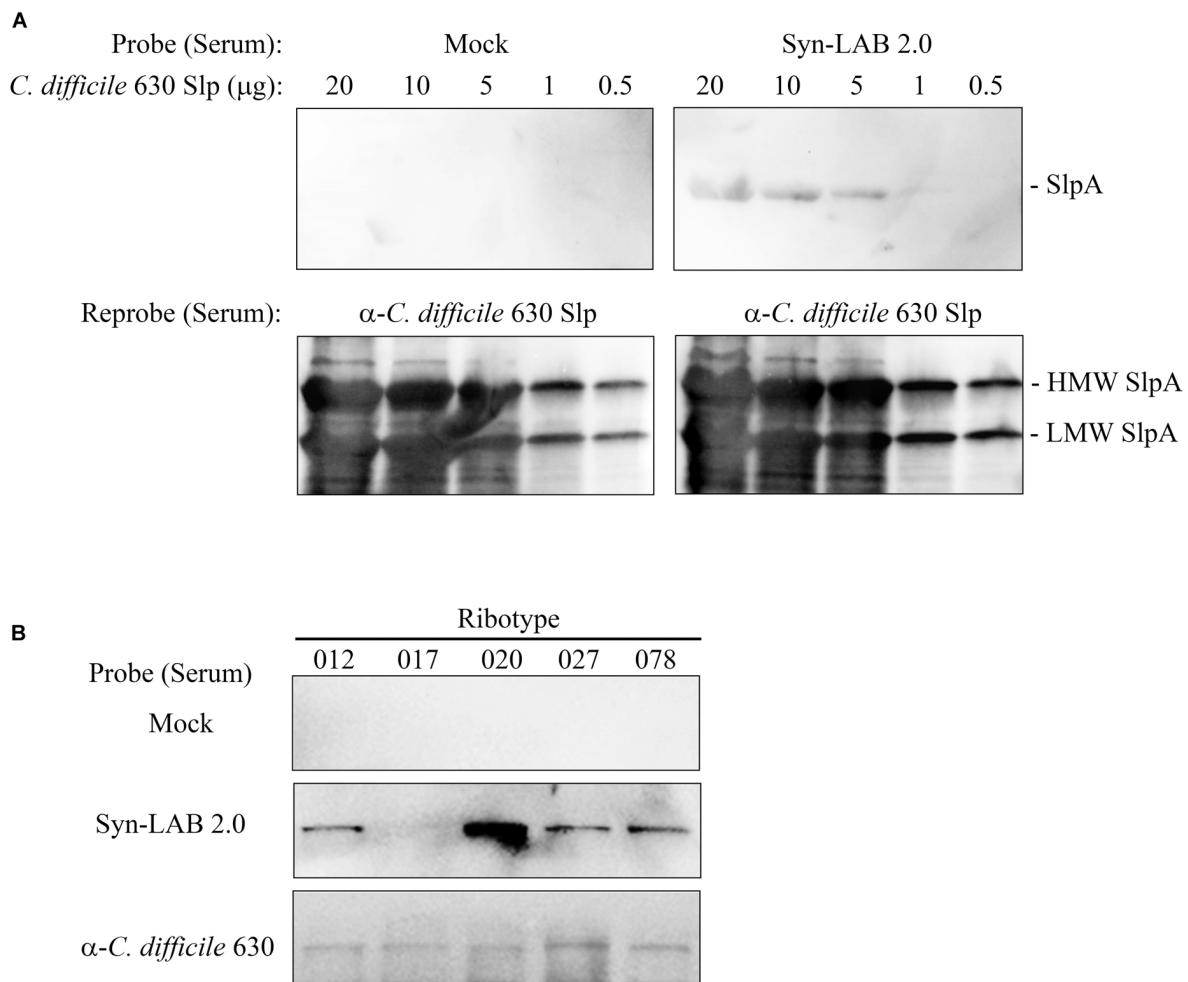 A
Probe (Serum): Mock Syn-LAB 2.0
C. difficile 630 Slp (μg): 20 10 5 1 0.5 20 10 5 1 0.5
- SlpA
Reprobe (Serum): α-C. difficile 630 Slp α-C. difficile 630 Slp
- HMW SlpA
- LMW SlpA
B
Ribotype
012 017 020 027 078
Probe (Serum)
Mock
Syn-LAB 2.0
α-C. difficile 630